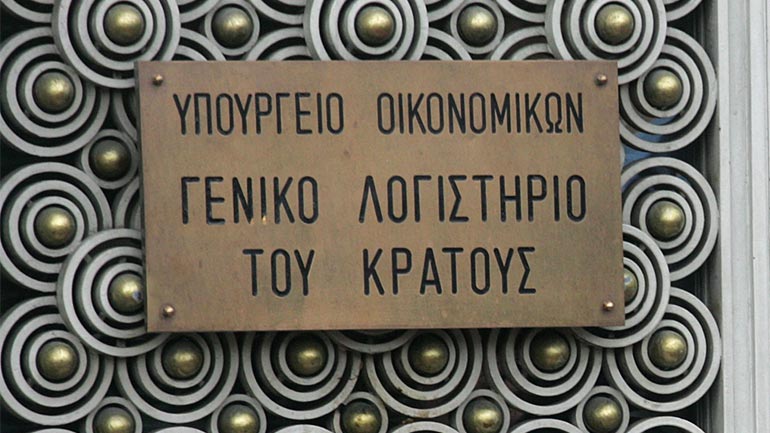 ΥΠΟΥΡΓΕΙΟ ΟΙΚΟΝΟΜΙΚΩΝ
ΓΕΝΙΚΟ ΛΟΓΙΣΤΗΡΙΟ
ΤΟΥ ΚΡΑΤΟΥΣ